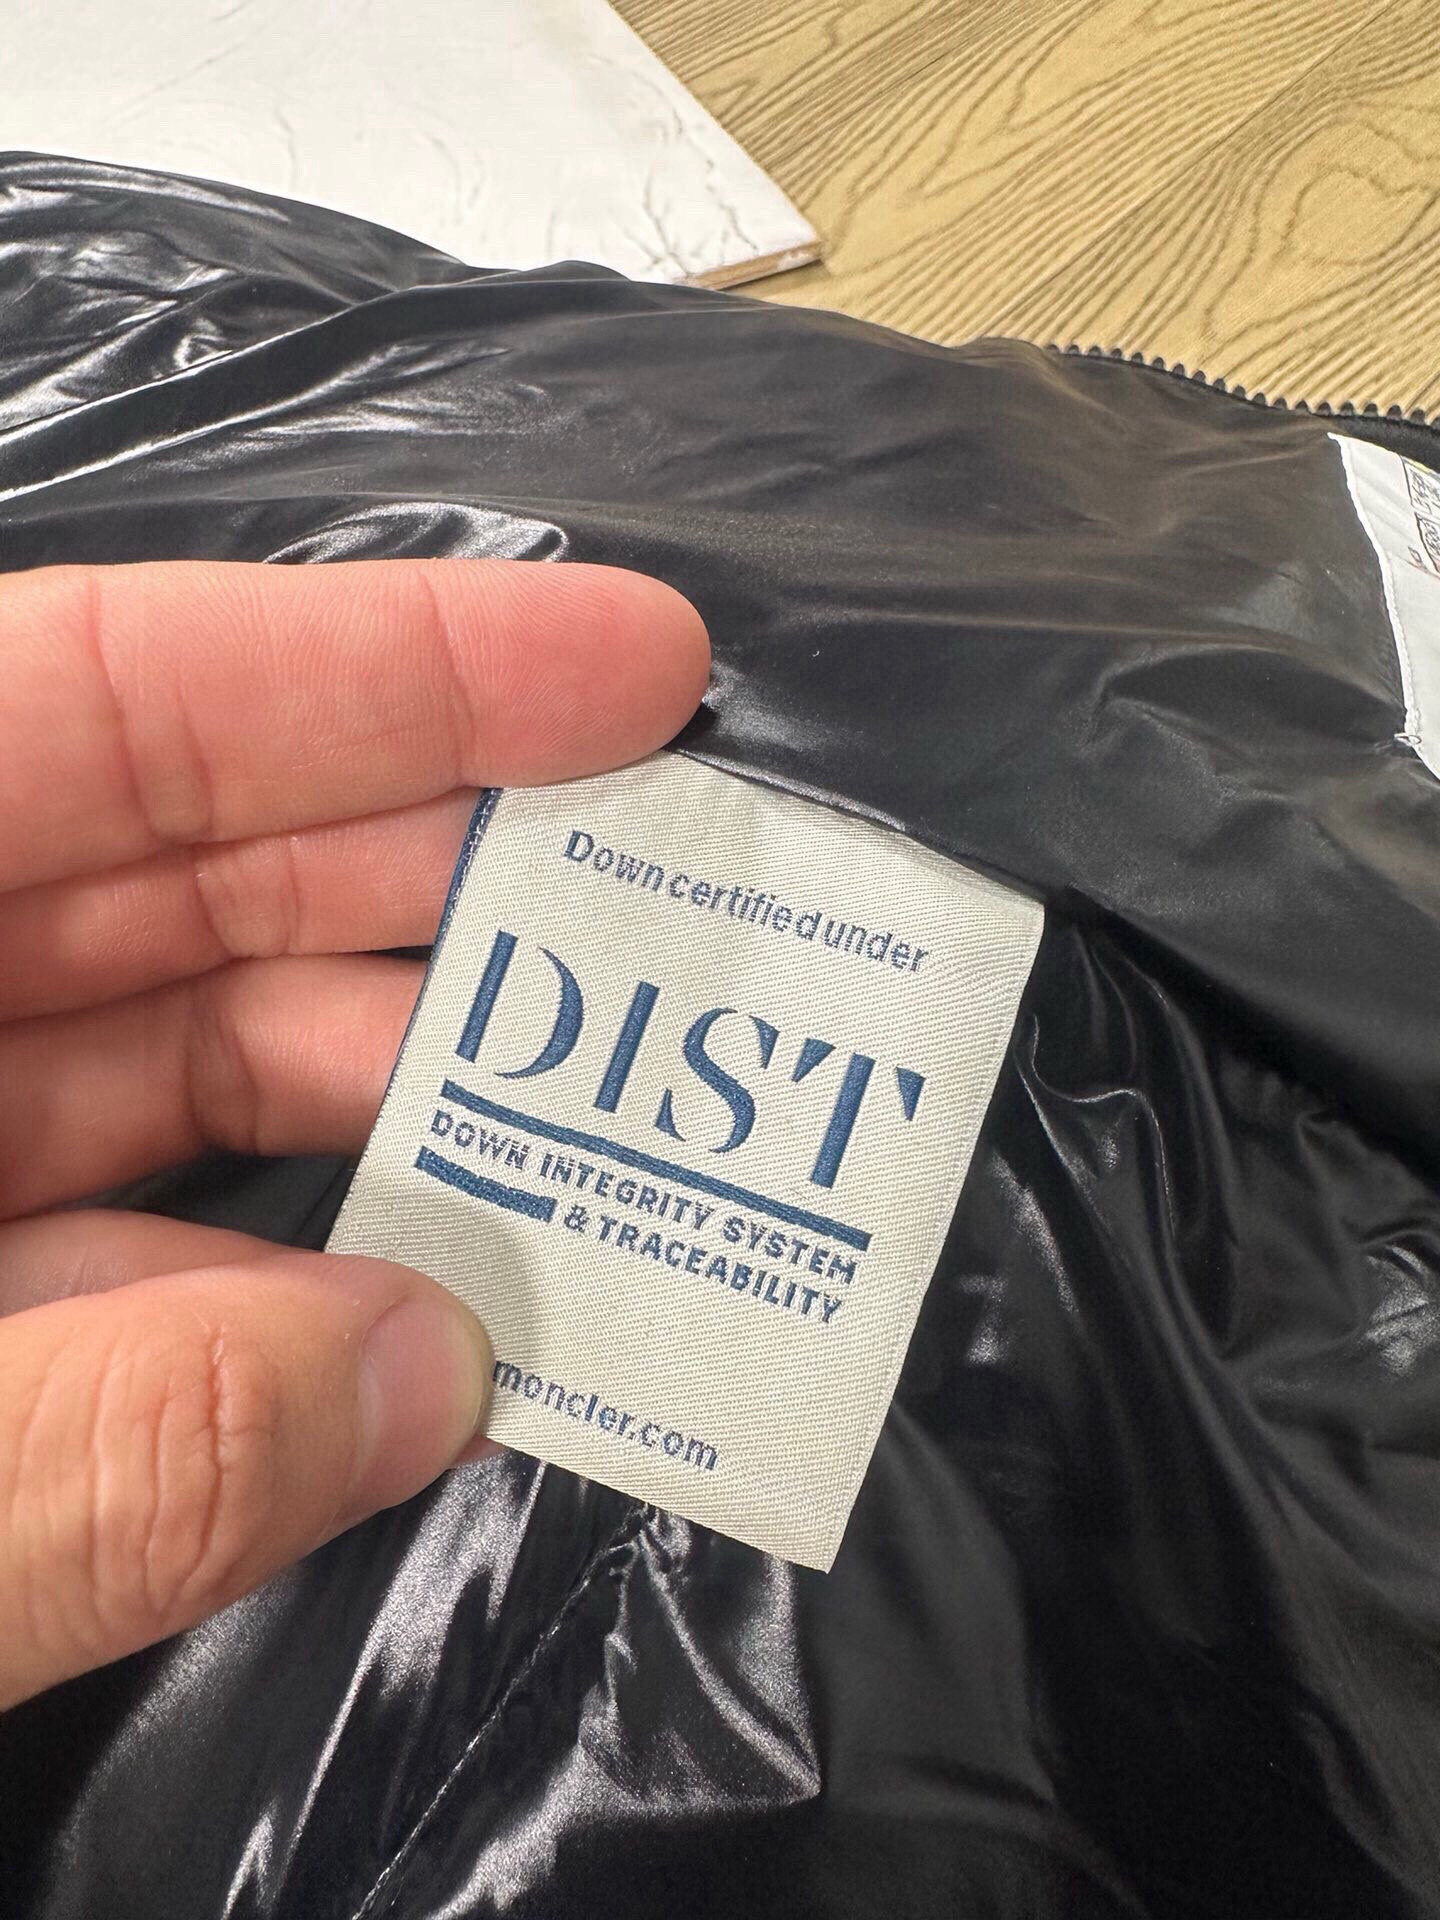 Down certified under
DIST
DOWN INTEGRITY SYSTEM
& TRACEABILITY
moncler.com